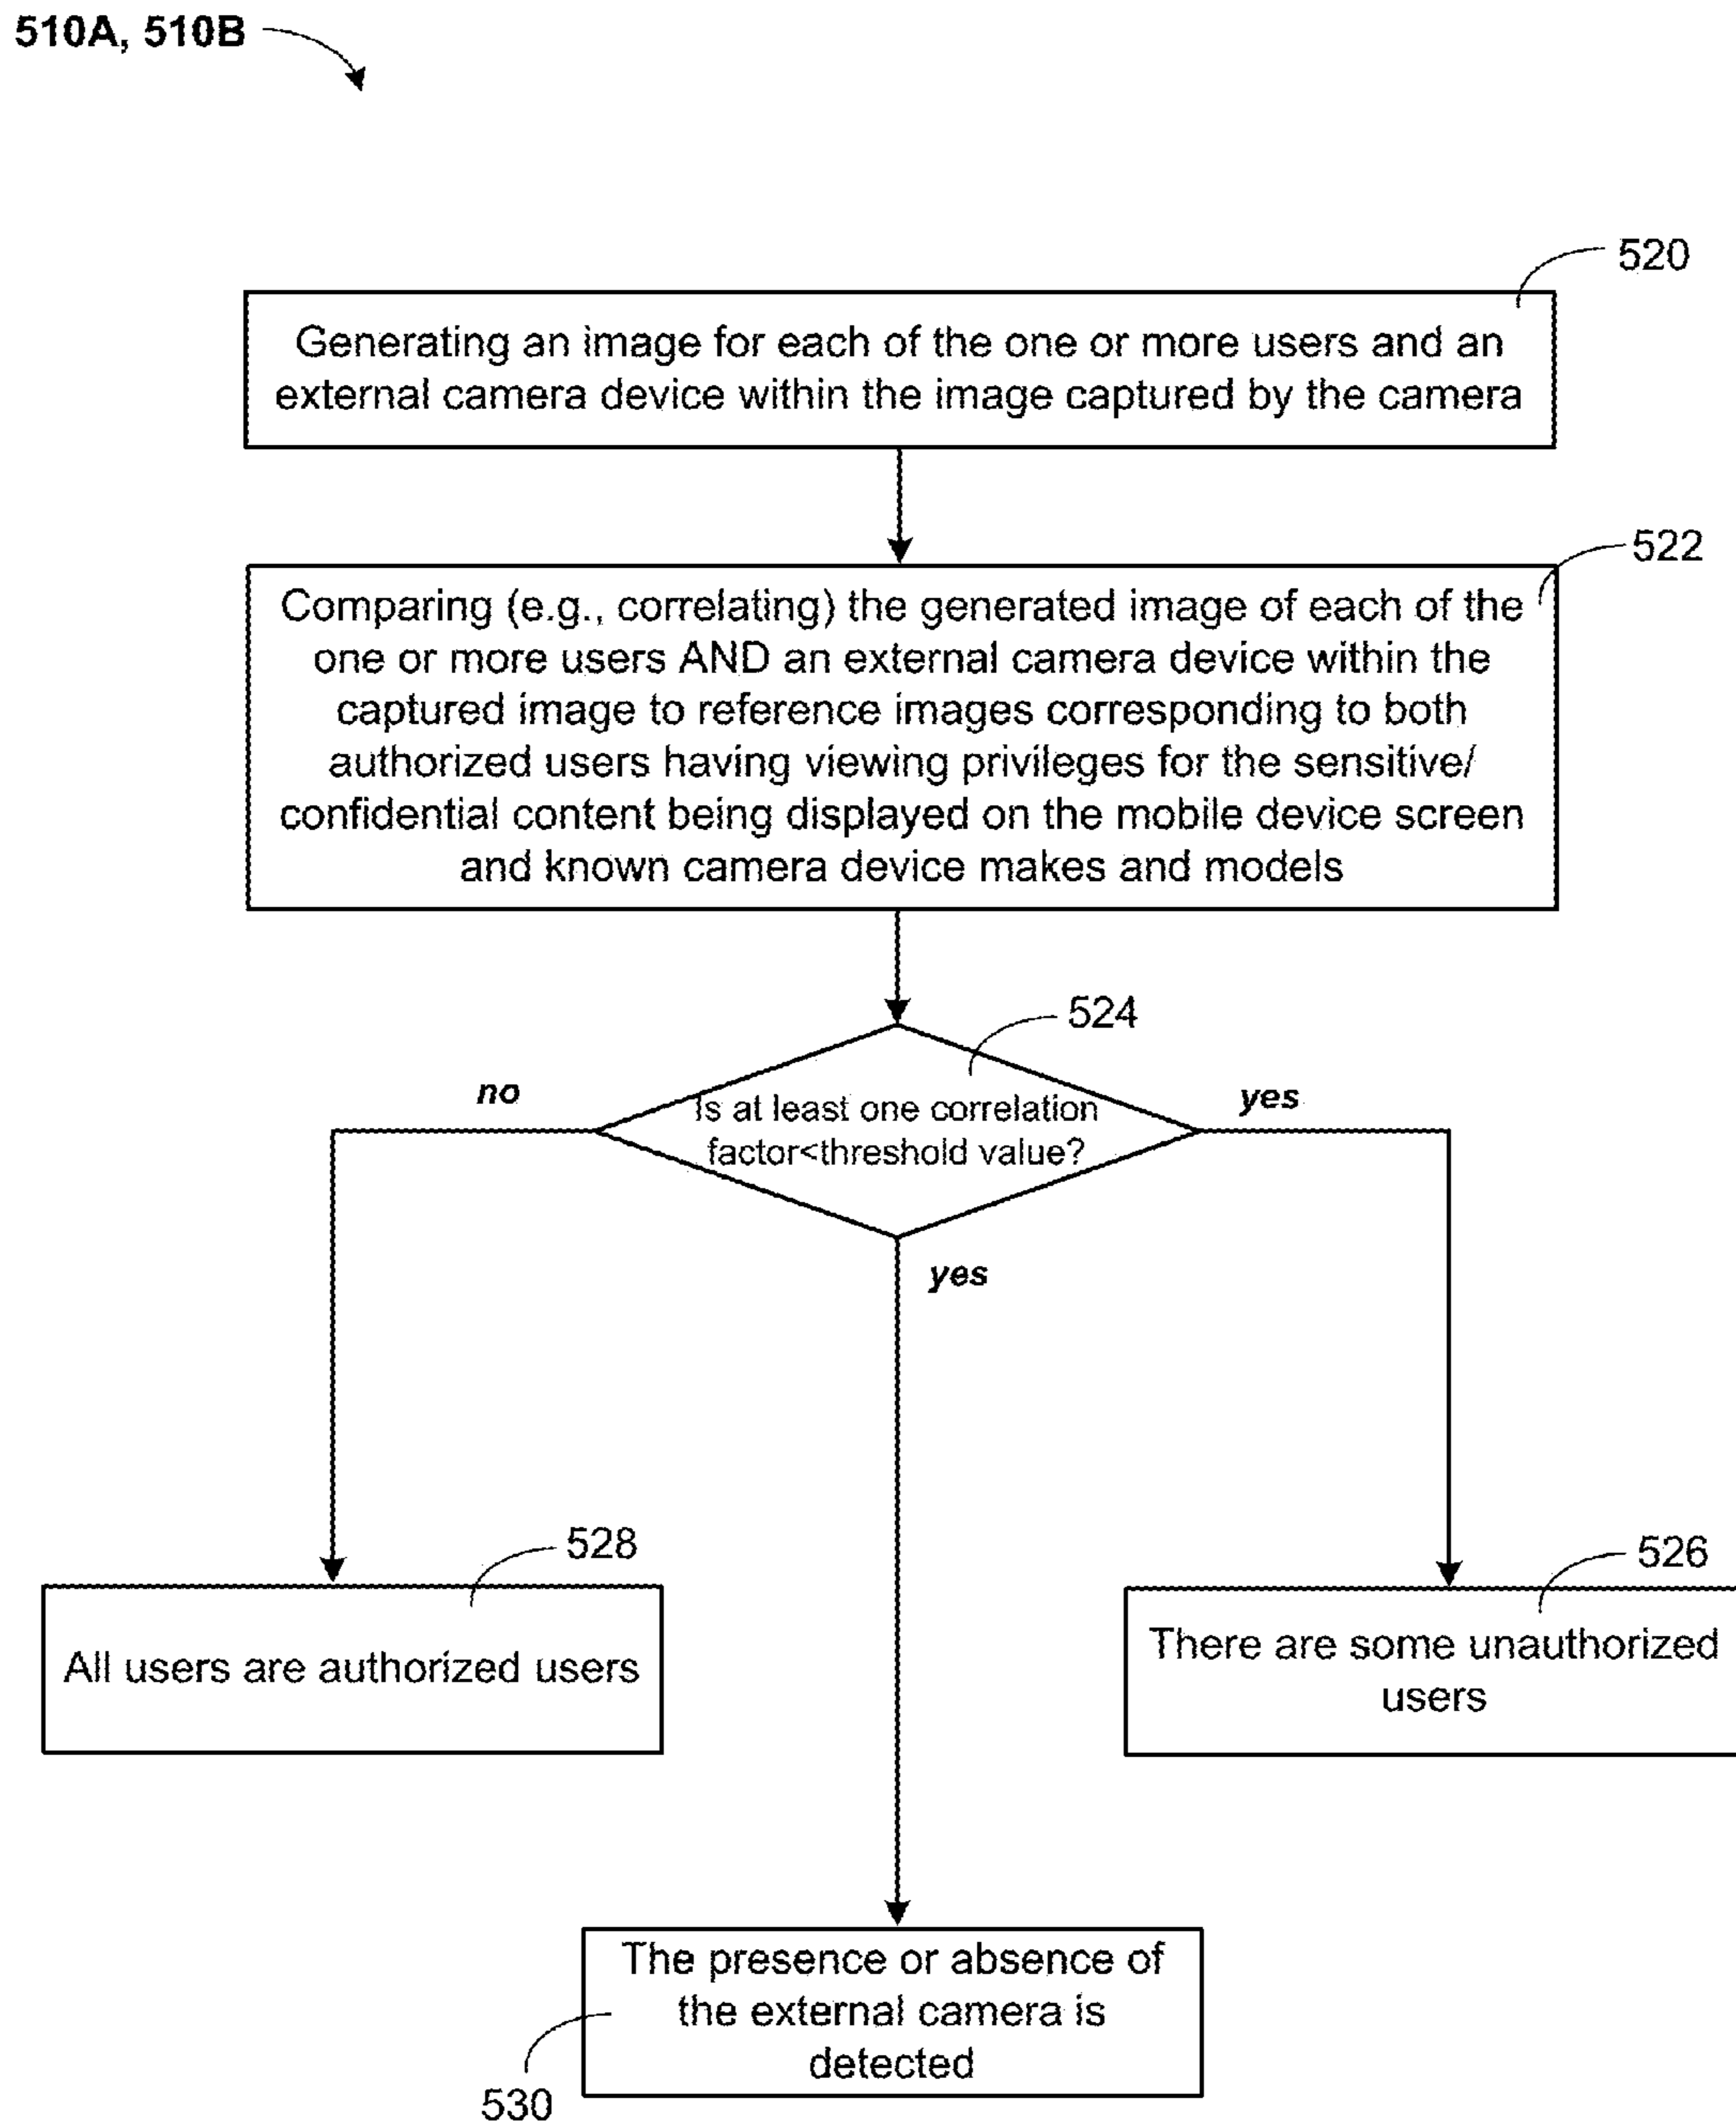 510A, 510B
520
Generating an image for each of the one or more users and an
external camera device within the image captured by the camera
522
Comparing (e.g., correlating) the generated image of each of the
one or more users AND an external camera device within the
captured image to reference images corresponding to both
authorized users having viewing privileges for the sensitive/
confidential content being displayed on the mobile device screen
and known camera device makes and models
524
no
yes
Is at least one correlation
factor<threshold value?
yes
528
526
All users are authorized users
There are some unauthorized
users
The presence or absence of
the external camera is
detected
530